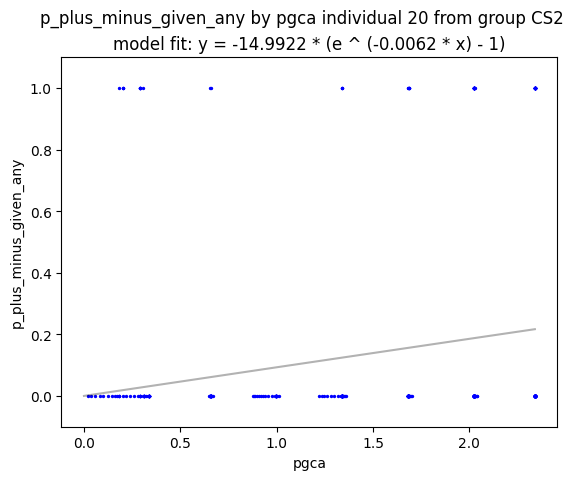 p_plus_minus_given_any by pgca individual 20 from group CS2
model fit: y = -14.9922 * (e ^ (-0.0062 * x) - 1)
1.0
0.8
0.6
0.4
0.2
0.0
p_plus_minus_given_any
0.0 0.5 1.0 1.5 2.0
pgca